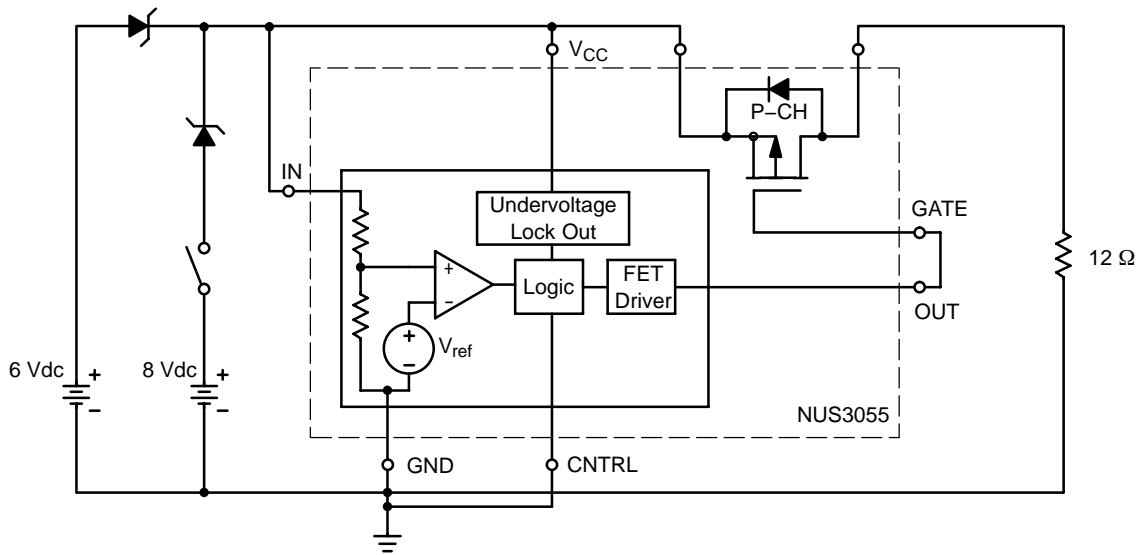 V_CC
P–CH
IN
Undervoltage
Lock Out
GATE
+
–
Logic
FET
Driver
12 Ω
OUT
+
–
V_ref
6 Vdc
+
–
8 Vdc
+
–
NUS3055
GND
CNTRL